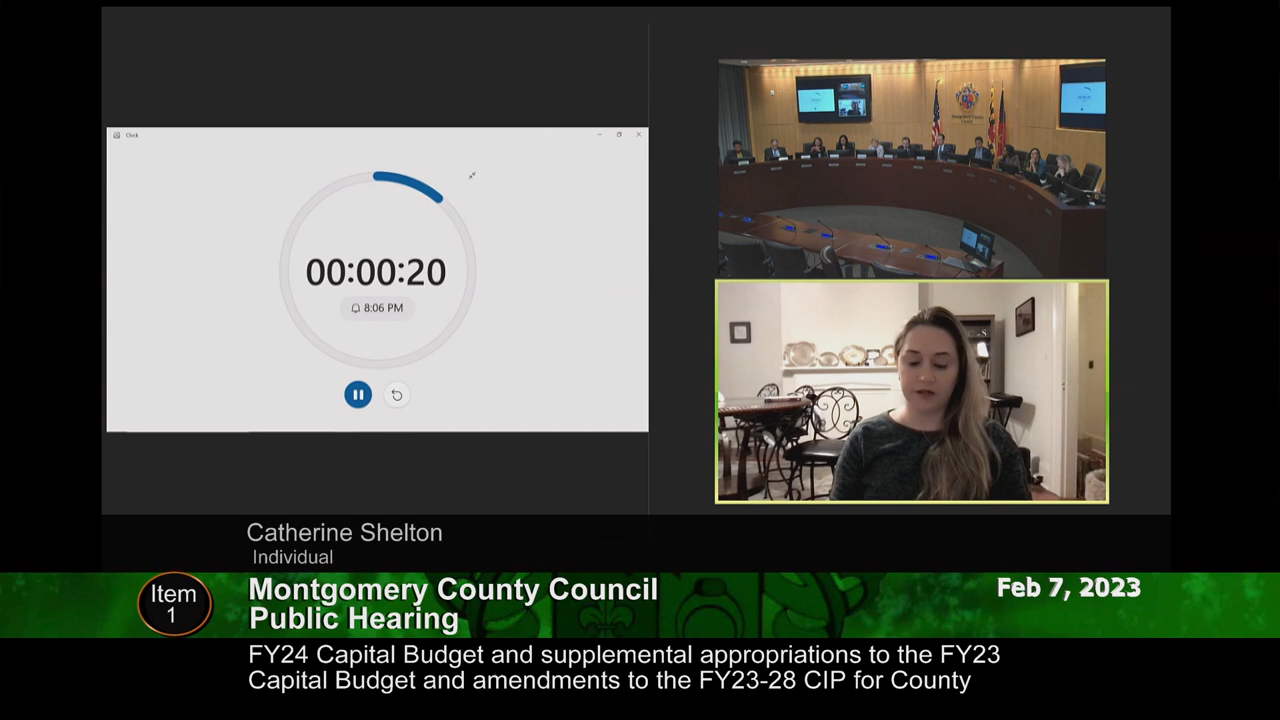 Clock
00:00:20
8:06 PM
Catherine Shelton
Individual
Item
1
Montgomery County Council
Public Hearing
Feb 7, 2023
FY24 Capital Budget and supplemental appropriations to the FY23
Capital Budget and amendments to the FY23-28 CIP for County